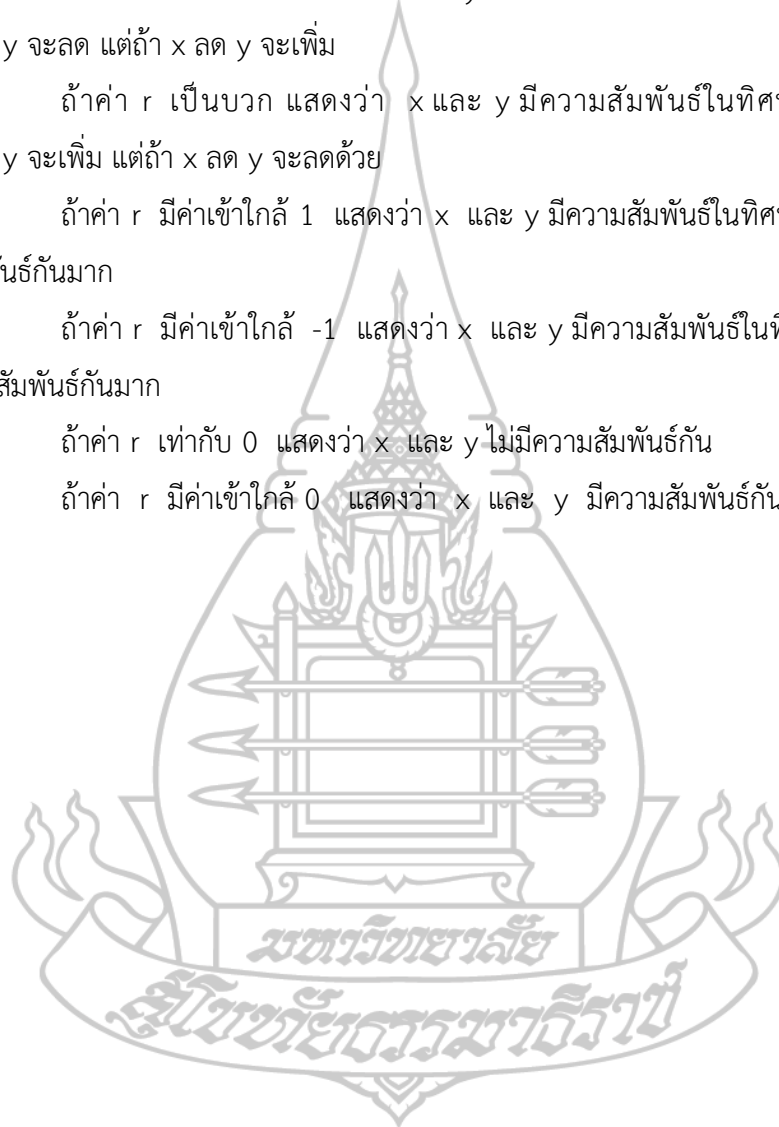 y จะลด แต่ถ้า x ลด y จะเพิ่ม
ถ้าค่า r เป็นบวก แสดงว่า x และ y มีความสัมพันธ์ในทิศ
y จะเพิ่ม แต่ถ้า x ลด y จะลดด้วย
ถ้าค่า r มีค่าเข้าใกล้ 1 แสดงว่า x และ y มีความสัมพันธ์ในทิศ
พันธ์กันมาก
ถ้าค่า r มีค่าเข้าใกล้ -1 แสดงว่า x และ y มีความสัมพันธ์ใน
สัมพันธ์กันมาก
ถ้าค่า r เท่ากับ 0 แสดงว่า x และ y ไม่มีความสัมพันธ์กัน
ถ้าค่า r มีค่าเข้าใกล้ 0 แสดงว่า x และ y มีความสัมพันธ์กัน
มหาวิทยาลัย
สุโขทัยธรรมาธิราช